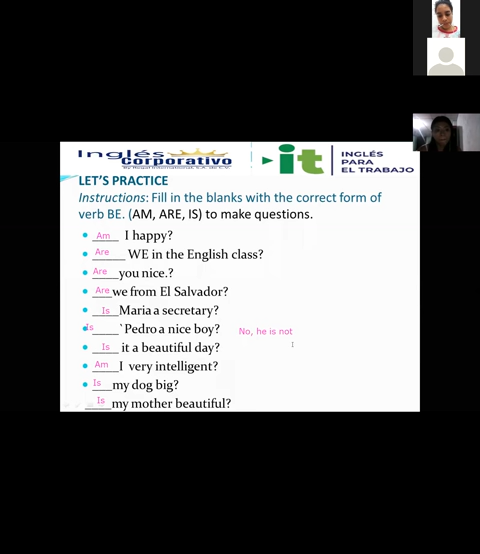 Inglés
Corporativo
it
INGLÉS
PARA
EL TRABAJO
LET'S PRACTICE
Instructions: Fill in the blanks with the correct form of
verb BE. (AM, ARE, IS) to make questions.
• Am I happy?
• Are WE in the English class?
• Are you nice.?
• Are we from El Salvador?
• Is Maria a secretary?
• Is `Pedro a nice boy? No, he is not
• Is it a beautiful day?
• Am I very intelligent?
• Is my dog big?
Is my mother beautiful?